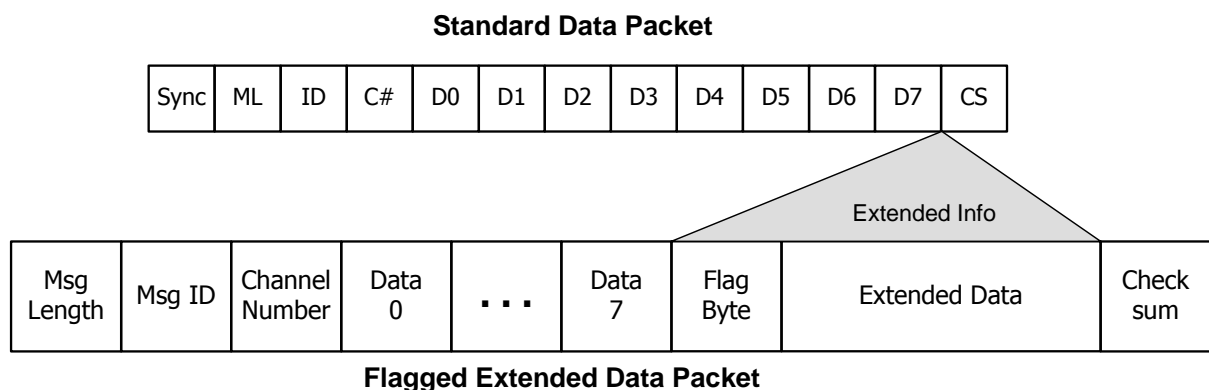 Standard Data Packet
Sync ML ID C# D0 D1 D2 D3 D4 D5 D6 D7 CS
Extended Info
Msg Length Msg ID Channel Number Data 0 . . . Data 7 Flag Byte Extended Data Check sum
Flagged Extended Data Packet